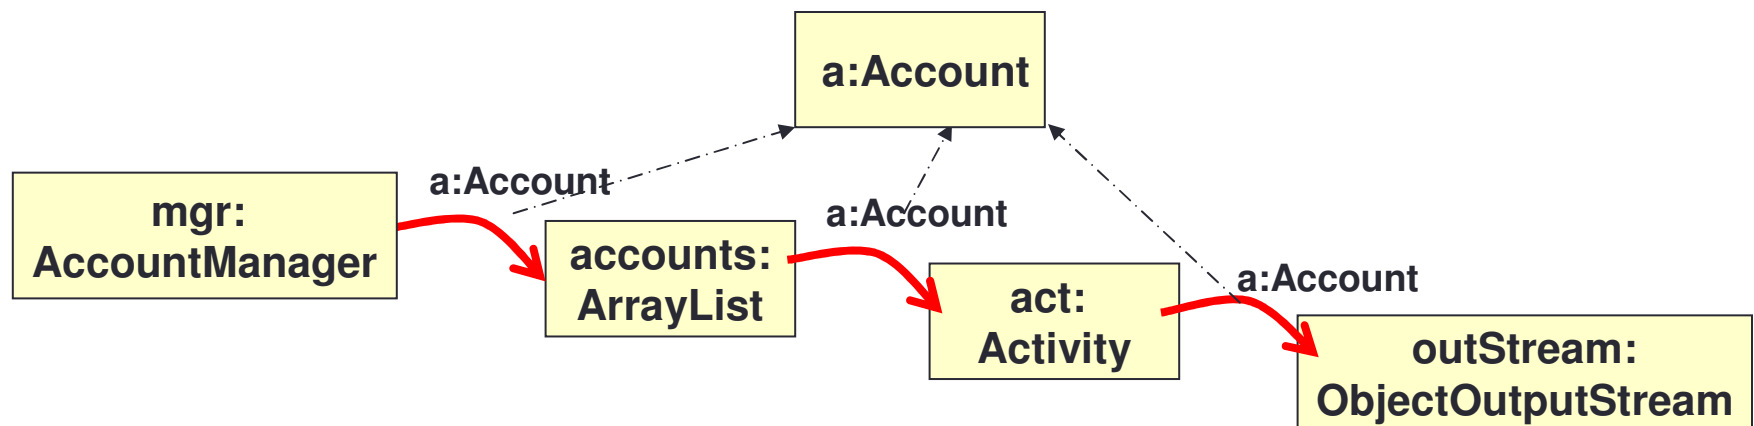 a:Account
a:Account
mgr:
AccountManager
a:Account
accounts:
ArrayList
a:Account
act:
Activity
outStream:
ObjectOutputStream